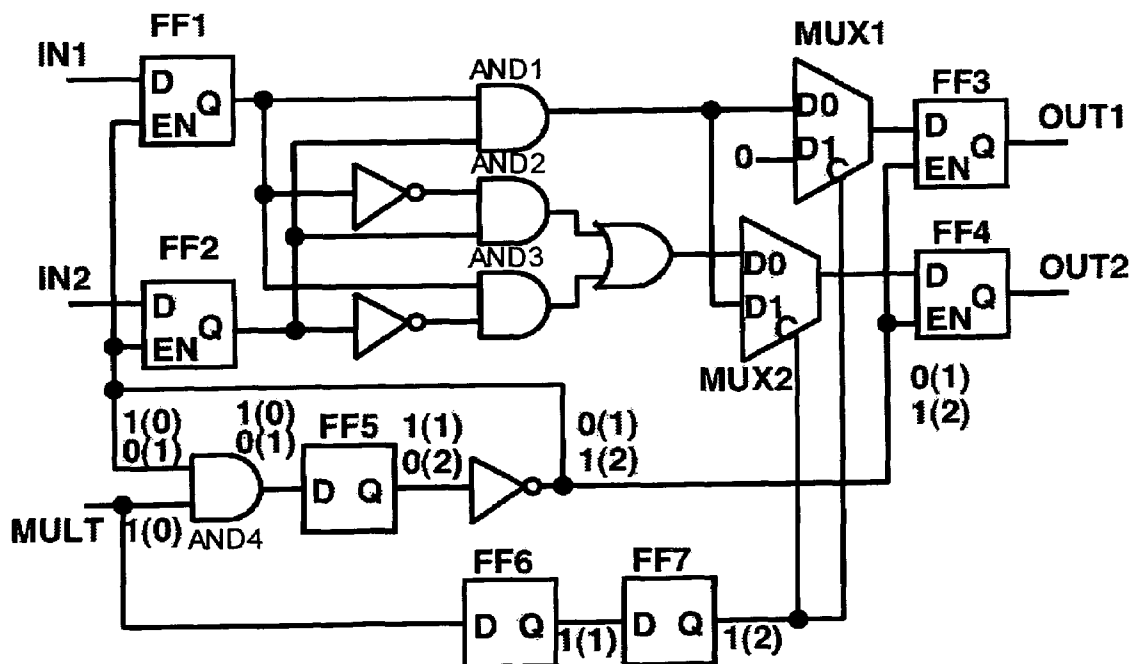 FF1
MUX1
IN1
AND1
FF3
D
Q
EN
D0
D
OUT1
Q
D1
0
EN
C
AND2
FF2
FF4
IN2
AND3
D
Q
EN
D0
D
OUT2
Q
D1
EN
C
MUX2
0(1)
1(2)
1(0)
0(1)
1(0)
0(1)
FF5
1(1)
0(2)
0(1)
1(2)
D Q
MULT
1(0)
AND4
FF6
FF7
D Q
1(1)
D Q
1(2)